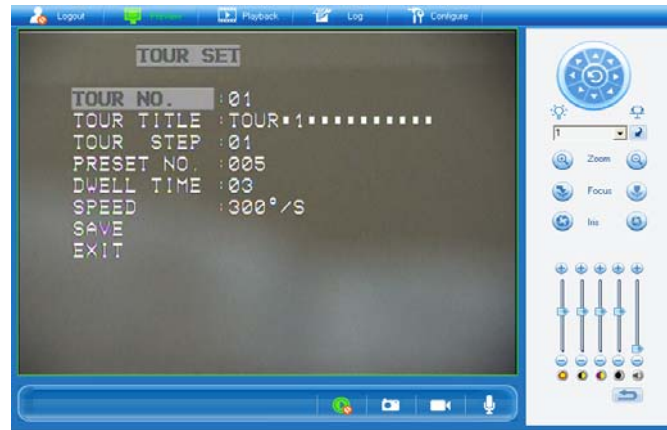 Logout Preview Playback Log Configure
TOUR SET
TOUR NO. :01
TOUR TITLE :TOUR▪1▪▪▪▪▪▪▪▪▪▪
TOUR STEP :01
PRESET NO. :005
DWELL TIME :03
SPEED :300°/S
SAVE
EXIT
1
Zoom
Focus
Iris